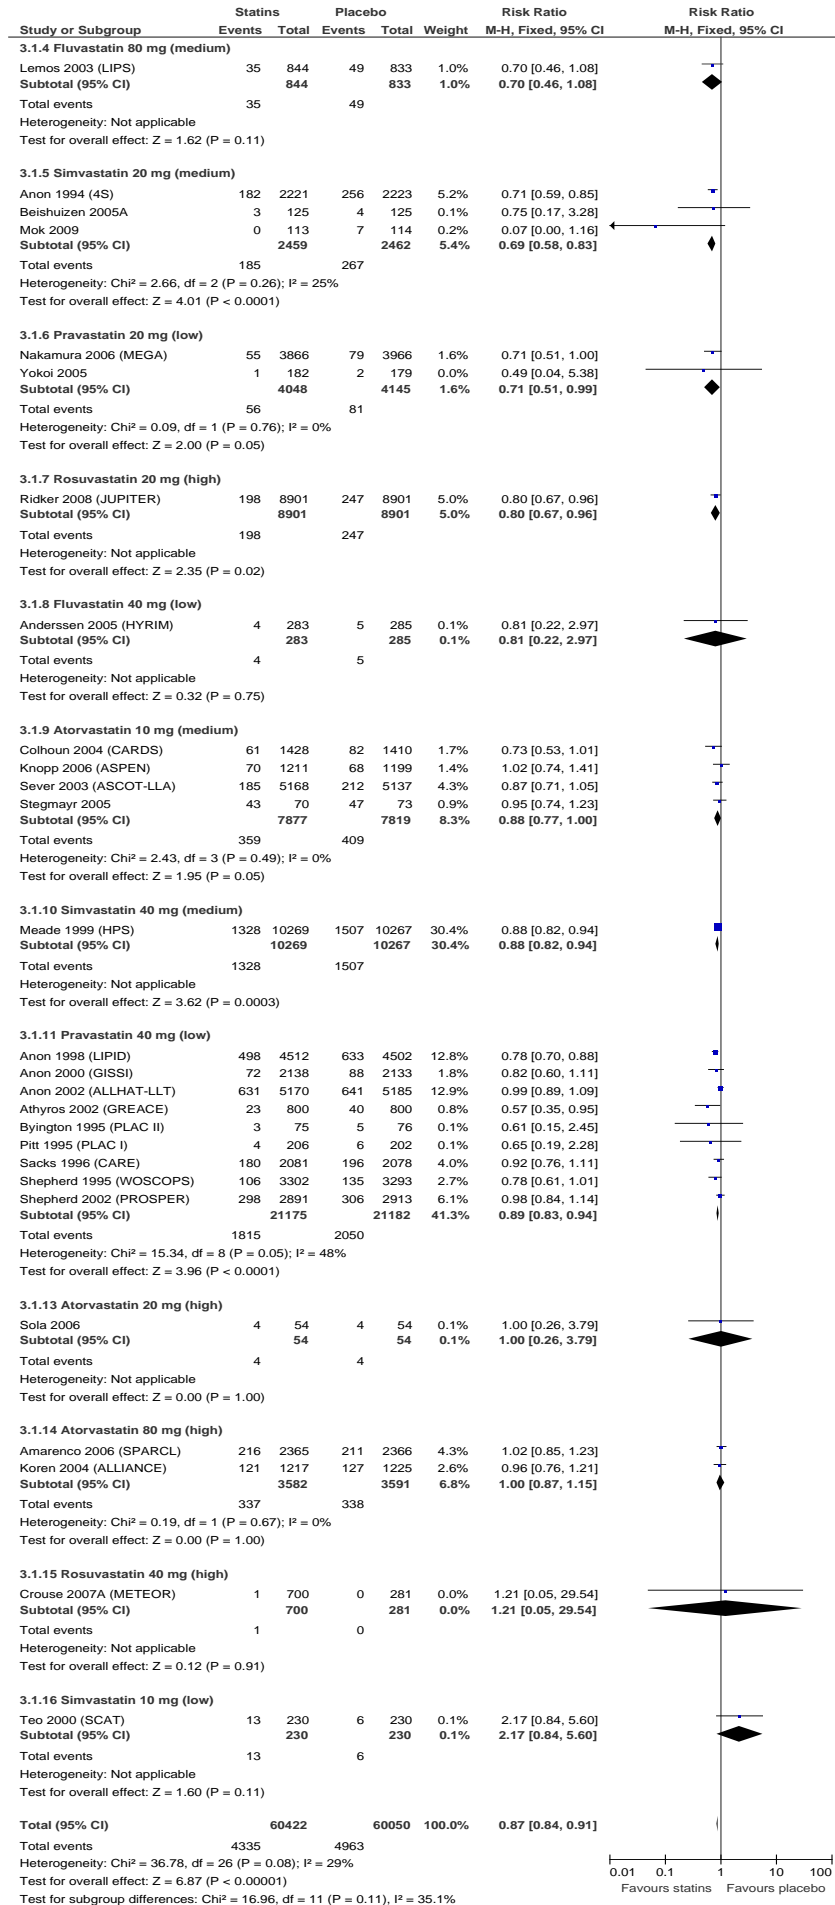 Statins Placebo Risk Ratio Risk Ratio
Study or Subgroup Events Total Events Total Weight M-H, Fixed, 95% CI M-H, Fixed, 95% CI
3.1.4 Fluvastatin 80 mg (medium)
Lemos 2003 (LIPS) 35 844 49 833 1.0% 0.70 [0.46, 1.08]
Subtotal (95% CI) 844 833 1.0% 0.70 [0.46, 1.08]
Total events 35 49
Heterogeneity: Not applicable
Test for overall effect: Z = 1.62 (P = 0.11)
3.1.5 Simvastatin 20 mg (medium)
Anon 1994 (4S) 182 2221 256 2223 5.2% 0.71 [0.59, 0.85]
Beishuizen 2005A 3 125 4 125 0.1% 0.75 [0.17, 3.28]
Mok 2009 0 113 7 114 0.2% 0.07 [0.00, 1.16]
Subtotal (95% CI) 2459 2462 5.4% 0.69 [0.58, 0.83]
Total events 185 267
Heterogeneity: Chi² = 2.66, df = 2 (P = 0.26); I² = 25%
Test for overall effect: Z = 4.01 (P < 0.0001)
3.1.6 Pravastatin 20 mg (low)
Nakamura 2006 (MEGA) 55 3866 79 3966 1.6% 0.71 [0.51, 1.00]
Yokoi 2005 1 182 2 179 0.0% 0.49 [0.04, 5.38]
Subtotal (95% CI) 4048 4145 1.6% 0.71 [0.51, 0.99]
Total events 56 81
Heterogeneity: Chi² = 0.09, df = 1 (P = 0.76); I² = 0%
Test for overall effect: Z = 2.00 (P = 0.05)
3.1.7 Rosuvastatin 20 mg (high)
Ridker 2008 (JUPITER) 198 8901 247 8901 5.0% 0.80 [0.67, 0.96]
Subtotal (95% CI) 8901 8901 5.0% 0.80 [0.67, 0.96]
Total events 198 247
Heterogeneity: Not applicable
Test for overall effect: Z = 2.35 (P = 0.02)
3.1.8 Fluvastatin 40 mg (low)
Anderssen 2005 (HYRIM) 4 283 5 285 0.1% 0.81 [0.22, 2.97]
Subtotal (95% CI) 283 285 0.1% 0.81 [0.22, 2.97]
Total events 4 5
Heterogeneity: Not applicable
Test for overall effect: Z = 0.32 (P = 0.75)
3.1.9 Atorvastatin 10 mg (medium)
Colhoun 2004 (CARDS) 61 1428 82 1410 1.7% 0.73 [0.53, 1.01]
Knopp 2006 (ASPEN) 70 1211 68 1199 1.4% 1.02 [0.74, 1.41]
Sever 2003 (ASCOT-LLA) 185 5168 212 5137 4.3% 0.87 [0.71, 1.05]
Stegmayr 2005 43 70 47 73 0.9% 0.95 [0.74, 1.23]
Subtotal (95% CI) 7877 7819 8.3% 0.88 [0.77, 1.00]
Total events 359 409
Heterogeneity: Chi² = 2.43, df = 3 (P = 0.49); I² = 0%
Test for overall effect: Z = 1.95 (P = 0.05)
3.1.10 Simvastatin 40 mg (medium)
Meade 1999 (HPS) 1328 10269 1507 10267 30.4% 0.88 [0.82, 0.94]
Subtotal (95% CI) 10269 10267 30.4% 0.88 [0.82, 0.94]
Total events 1328 1507
Heterogeneity: Not applicable
Test for overall effect: Z = 3.62 (P = 0.0003)
3.1.11 Pravastatin 40 mg (low)
Anon 1998 (LIPID) 498 4512 633 4502 12.8% 0.78 [0.70, 0.88]
Anon 2000 (GISSI) 72 2138 88 2133 1.8% 0.82 [0.60, 1.11]
Anon 2002 (ALLHAT-LLT) 631 5170 641 5185 12.9% 0.99 [0.89, 1.09]
Athyros 2002 (GREACE) 23 800 40 800 0.8% 0.57 [0.35, 0.95]
Byington 1995 (PLAC II) 3 75 5 76 0.1% 0.61 [0.15, 2.45]
Pitt 1995 (PLAC I) 4 206 6 202 0.1% 0.65 [0.19, 2.28]
Sacks 1996 (CARE) 180 2081 196 2078 4.0% 0.92 [0.76, 1.11]
Shepherd 1995 (WOSCOPS) 106 3302 135 3293 2.7% 0.78 [0.61, 1.01]
Shepherd 2002 (PROSPER) 298 2891 306 2913 6.1% 0.98 [0.84, 1.14]
Subtotal (95% CI) 21175 21182 41.3% 0.89 [0.83, 0.94]
Total events 1815 2050
Heterogeneity: Chi² = 15.34, df = 8 (P = 0.05); I² = 48%
Test for overall effect: Z = 3.96 (P < 0.0001)
3.1.13 Atorvastatin 20 mg (high)
Sola 2006 4 54 4 54 0.1% 1.00 [0.26, 3.79]
Subtotal (95% CI) 54 54 0.1% 1.00 [0.26, 3.79]
Total events 4 4
Heterogeneity: Not applicable
Test for overall effect: Z = 0.00 (P = 1.00)
3.1.14 Atorvastatin 80 mg (high)
Amarenco 2006 (SPARCL) 216 2365 211 2366 4.3% 1.02 [0.85, 1.23]
Koren 2004 (ALLIANCE) 121 1217 127 1225 2.6% 0.96 [0.76, 1.21]
Subtotal (95% CI) 3582 3591 6.8% 1.00 [0.87, 1.15]
Total events 337 338
Heterogeneity: Chi² = 0.19, df = 1 (P = 0.67); I² = 0%
Test for overall effect: Z = 0.00 (P = 1.00)
3.1.15 Rosuvastatin 40 mg (high)
Crouse 2007A (METEOR) 1 700 0 281 0.0% 1.21 [0.05, 29.54]
Subtotal (95% CI) 700 281 0.0% 1.21 [0.05, 29.54]
Total events 1 0
Heterogeneity: Not applicable
Test for overall effect: Z = 0.12 (P = 0.91)
3.1.16 Simvastatin 10 mg (low)
Teo 2000 (SCAT) 13 230 6 230 0.1% 2.17 [0.84, 5.60]
Subtotal (95% CI) 230 230 0.1% 2.17 [0.84, 5.60]
Total events 13 6
Heterogeneity: Not applicable
Test for overall effect: Z = 1.60 (P = 0.11)
Total (95% CI) 60422 60050 100.0% 0.87 [0.84, 0.91]
Total events 4335 4963
Heterogeneity: Chi² = 36.78, df = 26 (P = 0.08); I² = 29%
0.01 0.1 1 10 100
Test for overall effect: Z = 6.87 (P < 0.00001)
Favours statins Favours placebo
Test for subgroup differences: Chi² = 16.96, df = 11 (P = 0.11), I² = 35.1%